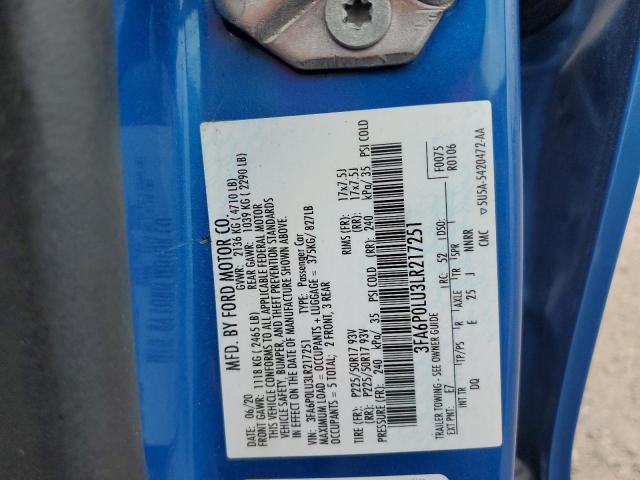 MFD. BY FORD MOTOR CO.
DATE: 06/20 GVWR: 2136 KG (4710 LB)
FRONT GAWR: 1118 KG (2465 LB) REAR GAWR: 1039 KG (2290 LB)
THIS VEHICLE CONFORMS TO ALL APPLICABLE FEDERAL MOTOR
VEHICLE SAFETY, BUMPER, AND THEFT PREVENTION STANDARDS
IN EFFECT ON THE DATE OF MANUFACTURE SHOWN ABOVE.
VIN: 3FA6P0LU3LR217251 TYPE: Passenger Car
MAXIMUM LOAD = OCCUPANTS + LUGGAGE = 375KG/ 827LB
OCCUPANTS = 5 TOTAL; 2 FRONT, 3 REAR
TIRE (FR): P225/50R17 93V RIMS (FR): 17x7.5J
(RR): P225/50R17 93V (RR): 17x7.5J
PRESSURE (FR): 240 kPa/ 35 PSI COLD (RR): 240 kPa/ 35 PSI COLD
3FA6P0LU3LR217251
TRAILER TOWING - SEE OWNER GUIDE F0075
EXT PNT: E7 RC: 52 DSO: R0106
INT TR TP/PS R AXLE TR SPR
DQ E 25 J NNRR
CMC 5U5A-5420472-AA